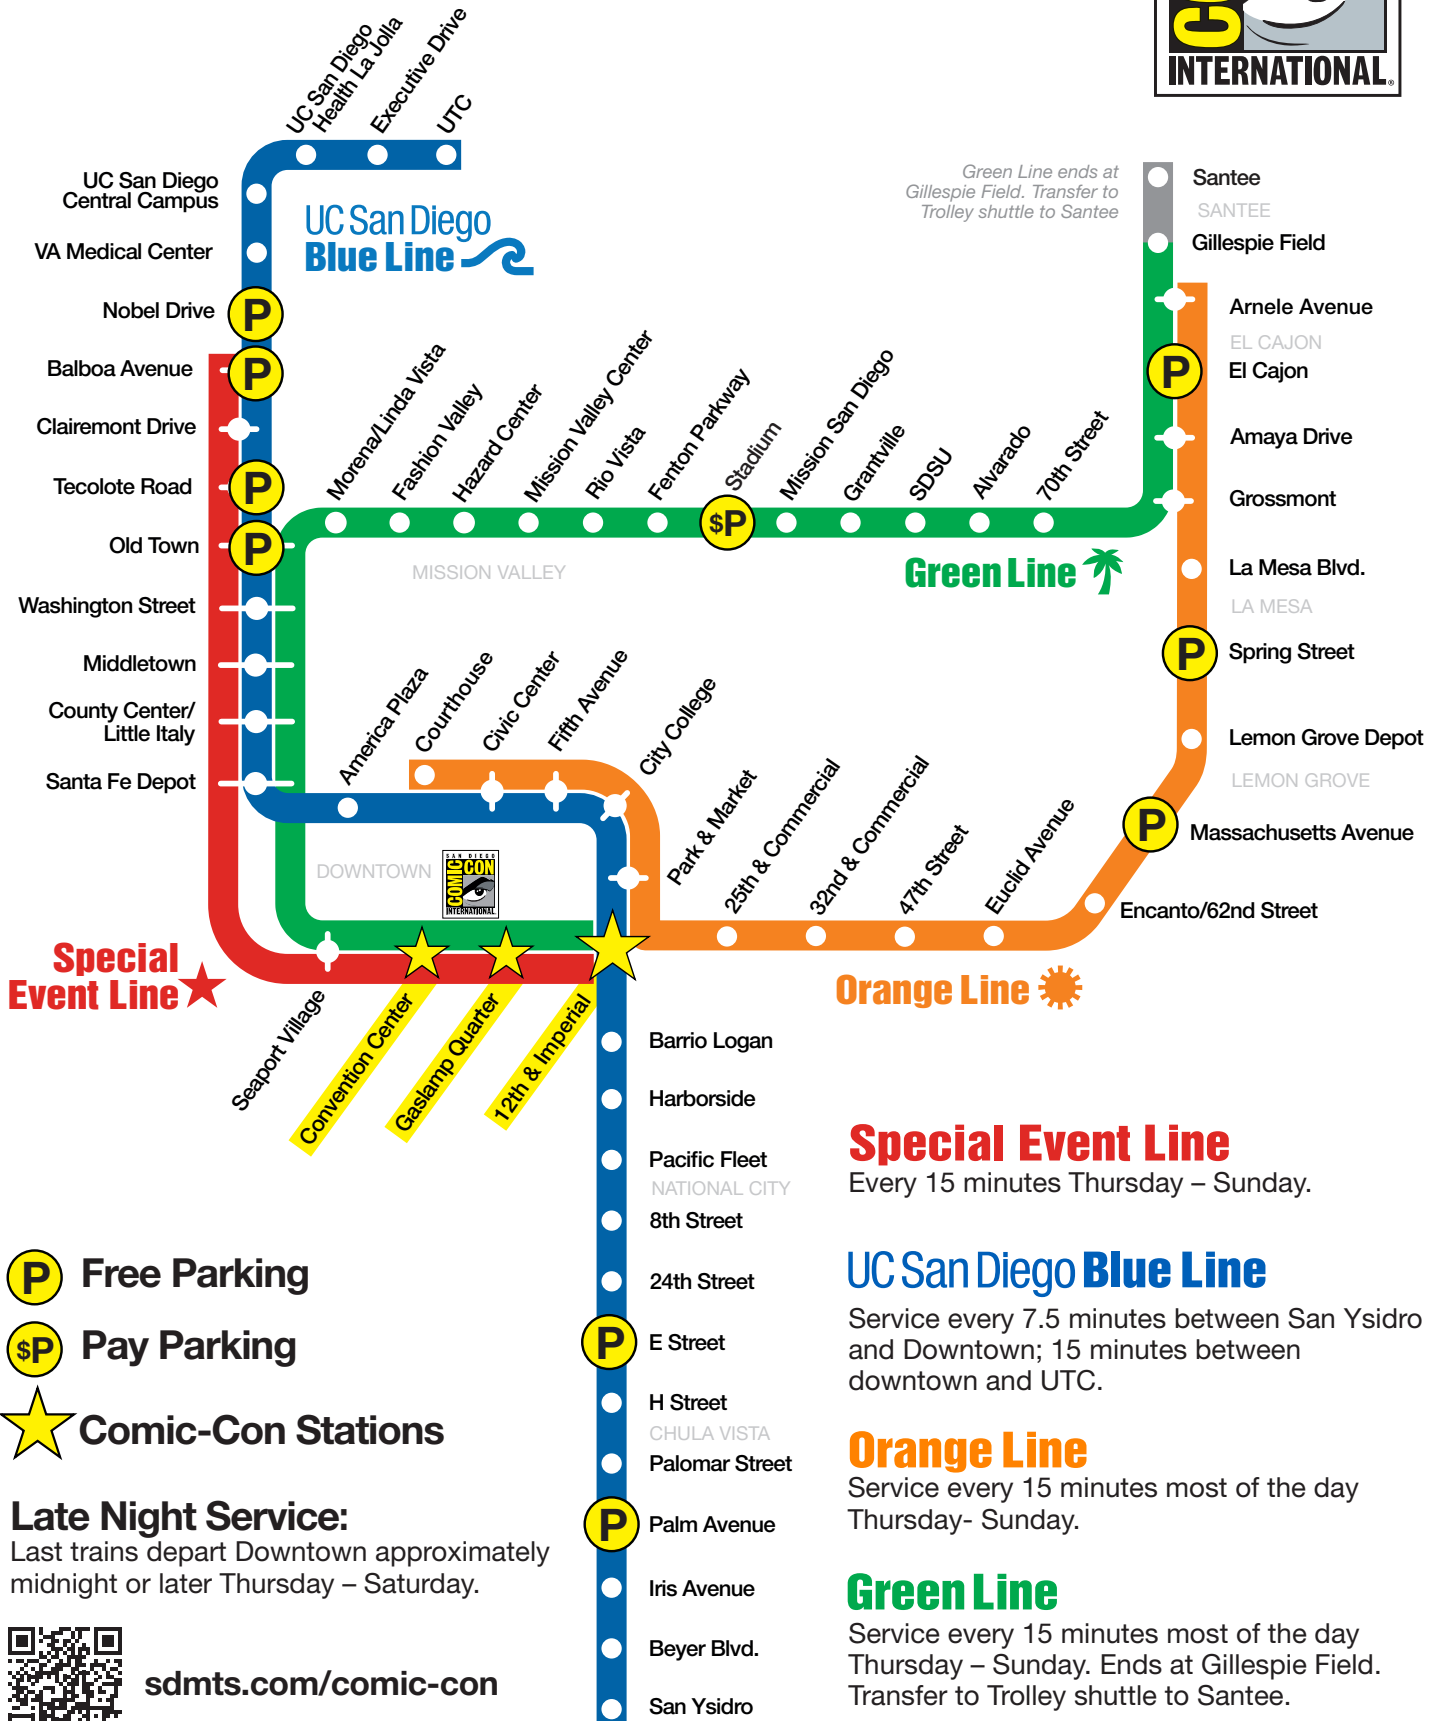 INTERNATIONAL®
UC San Diego
Health La Jolla
Executive Drive
UTC
UC San Diego
Central Campus
VA Medical Center
Nobel Drive
P
Balboa Avenue
P
Clairemont Drive
Tecolote Road
P
Old Town
P
Washington Street
Middletown
County Center/
Little Italy
Santa Fe Depot
UC San Diego
Blue Line
Green Line ends at
Gillespie Field. Transfer to
Trolley shuttle to Santee
Santee
SANTEE
Gillespie Field
Arnele Avenue
EL CAJON
P
El Cajon
Amaya Drive
Grossmont
La Mesa Blvd.
LA MESA
P
Spring Street
Lemon Grove Depot
LEMON GROVE
P
Massachusetts Avenue
Encanto/62nd Street
Morena/Linda Vista
Fashion Valley
Hazard Center
Mission Valley Center
Rio Vista
Fenton Parkway
Stadium
$P
Mission San Diego
Grantville
SDSU
Alvarado
70th Street
MISSION VALLEY
Green Line
America Plaza
Courthouse
Civic Center
Fifth Avenue
City College
Park & Market
25th & Commercial
32nd & Commercial
47th Street
Euclid Avenue
DOWNTOWN
SAN DIEGO
COMIC CON
INTERNATIONAL
Special
Event Line
Orange Line
Seaport Village
Convention Center
Gaslamp Quarter
12th & Imperial
Barrio Logan
Harborside
Pacific Fleet
NATIONAL CITY
8th Street
24th Street
P
E Street
H Street
CHULA VISTA
Palomar Street
P
Palm Avenue
Iris Avenue
Beyer Blvd.
San Ysidro
P Free Parking
$P Pay Parking
Comic-Con Stations
Late Night Service:
Last trains depart Downtown approximately
midnight or later Thursday – Saturday.
sdmts.com/comic-con
Special Event Line
Every 15 minutes Thursday – Sunday.
UC San Diego Blue Line
Service every 7.5 minutes between San Ysidro
and Downtown; 15 minutes between
downtown and UTC.
Orange Line
Service every 15 minutes most of the day
Thursday- Sunday.
Green Line
Service every 15 minutes most of the day
Thursday – Sunday. Ends at Gillespie Field.
Transfer to Trolley shuttle to Santee.